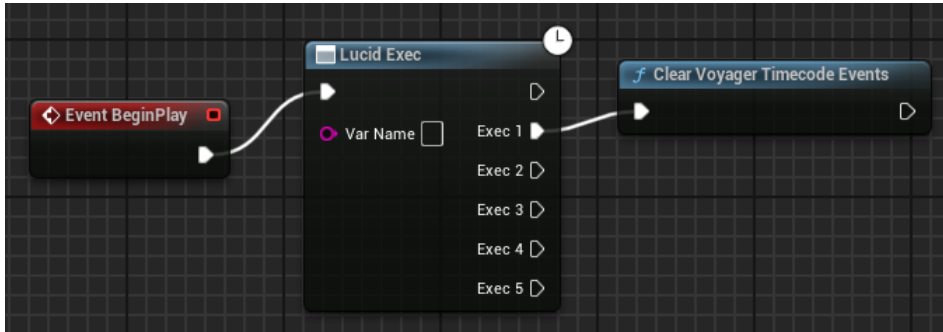 Event BeginPlay
Lucid Exec
Var Name
Exec 1
Exec 2
Exec 3
Exec 4
Exec 5
f Clear Voyager Timecode Events